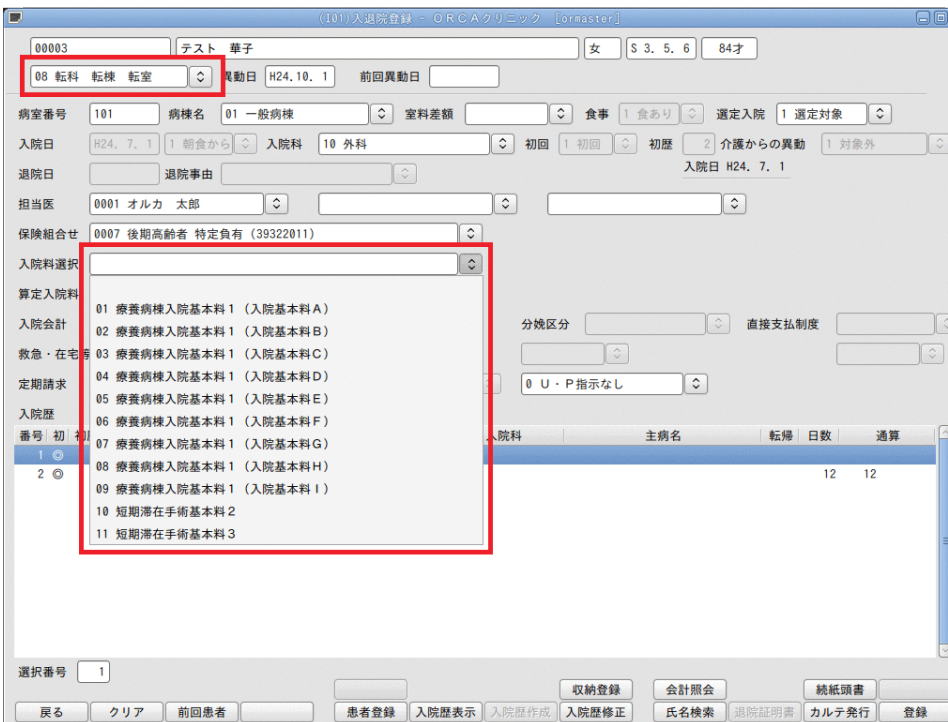 (I01)入退院登録 - ORCAクリニック [ormaster]
00003 テスト 華子 女 S 3. 5. 6 84才
08 転科 転棟 転室 異動日 H24.10. 1 前回異動日
病室番号 101 病棟名 01 一般病棟 室料差額 食事 1 食あり 選定入院 1 選定対象
入院日 H24. 7. 1 1 朝食から 入院科 10 外科 初回 1 初回 初歴 2 介護からの異動 1 対象外
退院日 退院事由 入院日 H24. 7. 1
担当医 0001 オルカ 太郎
保険組合せ 0007 後期高齢者 特定負有 (39322011)
入院料選択
算定入院料
01 療養病棟入院基本料1(入院基本料A)
入院会計 02 療養病棟入院基本料1(入院基本料B) 分娩区分 直接支払制度
救急・在宅等 03 療養病棟入院基本料1(入院基本料C)
04 療養病棟入院基本料1(入院基本料D)
定期請求 0 U・P指示なし
05 療養病棟入院基本料1(入院基本料E)
入院歴
06 療養病棟入院基本料1(入院基本料F)
番号 初 入院科 主病名 転帰 日数 通算
07 療養病棟入院基本料1(入院基本料G)
1 ◎
08 療養病棟入院基本料1(入院基本料H)
2 ◎ 12 12
09 療養病棟入院基本料1(入院基本料I)
10 短期滞在手術基本料2
11 短期滞在手術基本料3
選択番号 1
収納登録 会計照会 続紙頭書
戻る クリア 前回患者 患者登録 入院歴表示 入院歴作成 入院歴修正 氏名検索 退院証明書 カルテ発行 登録